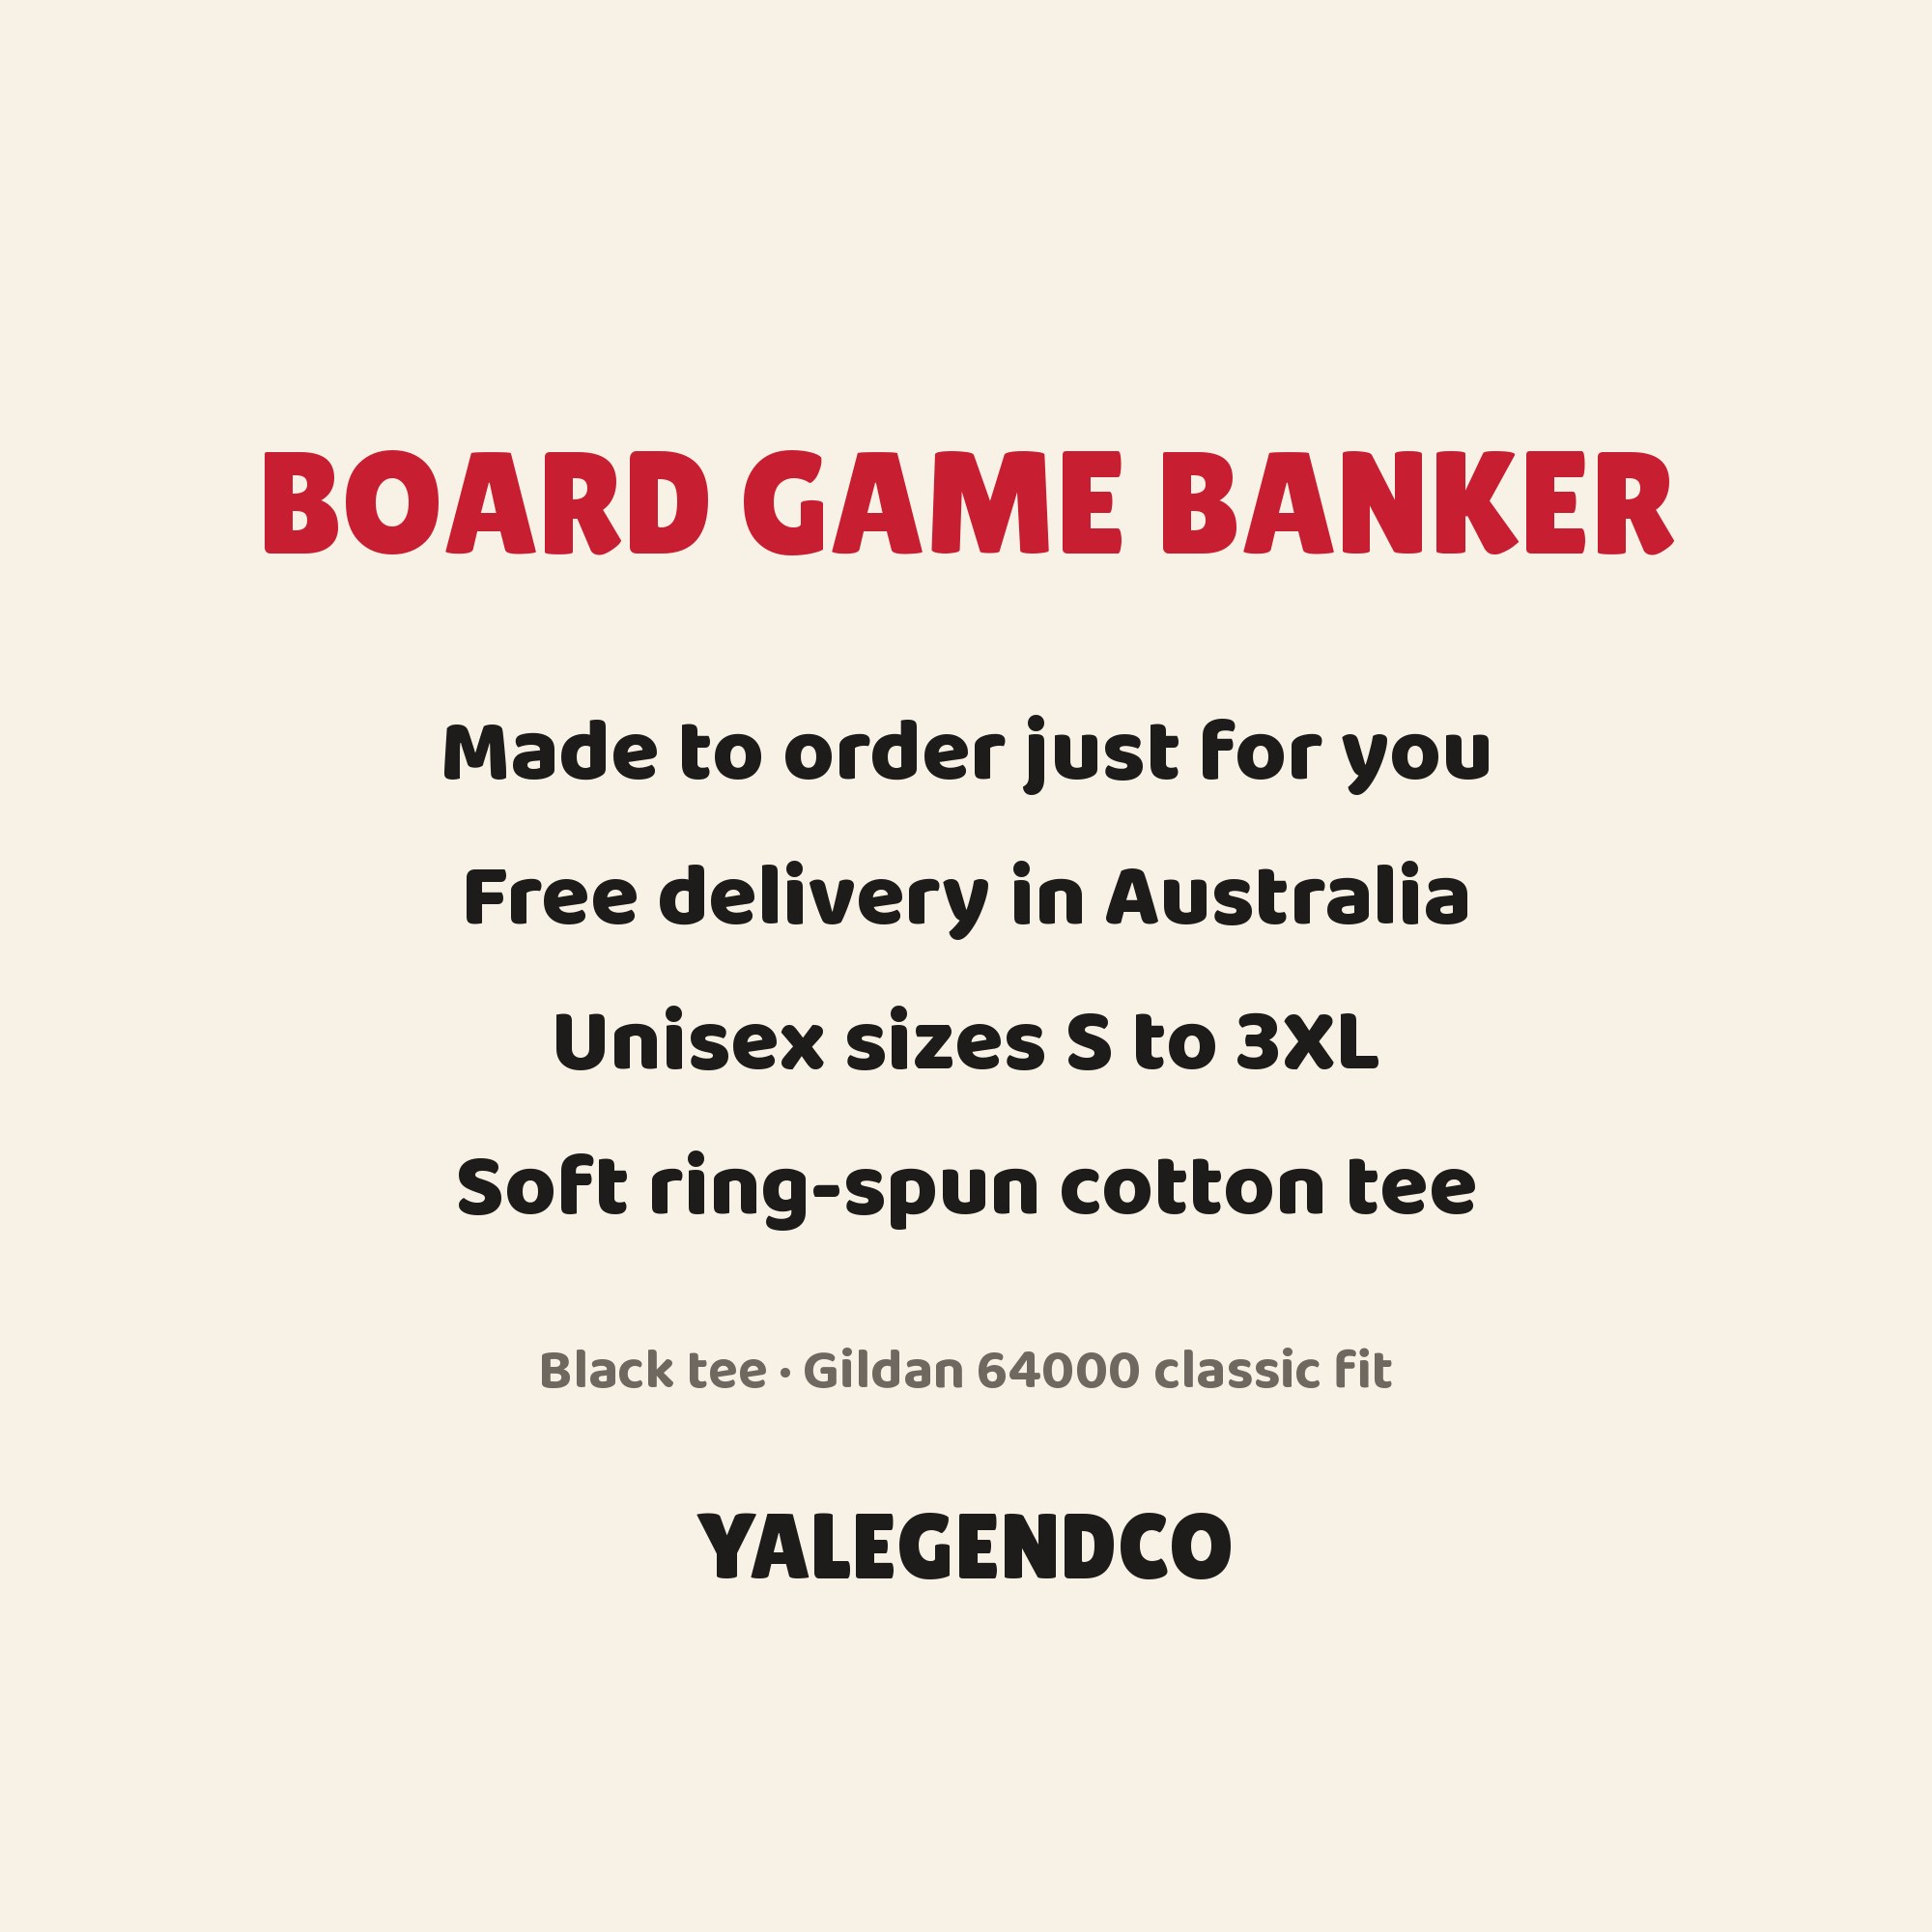 BOARD GAME BANKER
Made to order just for you
Free delivery in Australia
Unisex sizes S to 3XL
Soft ring-spun cotton tee
Black tee · Gildan 64000 classic fit
YALEGENDCO